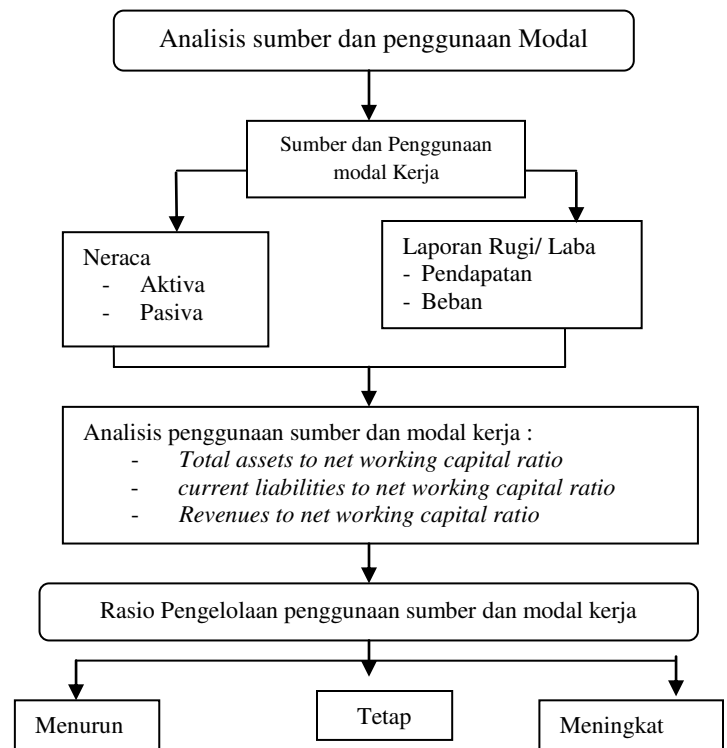 Analisis sumber dan penggunaan Modal
Sumber dan Penggunaan
modal Kerja
Neraca
- Aktiva
- Pasiva
Laporan Rugi/ Laba
- Pendapatan
- Beban
Analisis penggunaan sumber dan modal kerja :
- Total assets to net working capital ratio
- current liabilities to net working capital ratio
- Revenues to net working capital ratio
Rasio Pengelolaan penggunaan sumber dan modal kerja
Menurun
Tetap
Meningkat